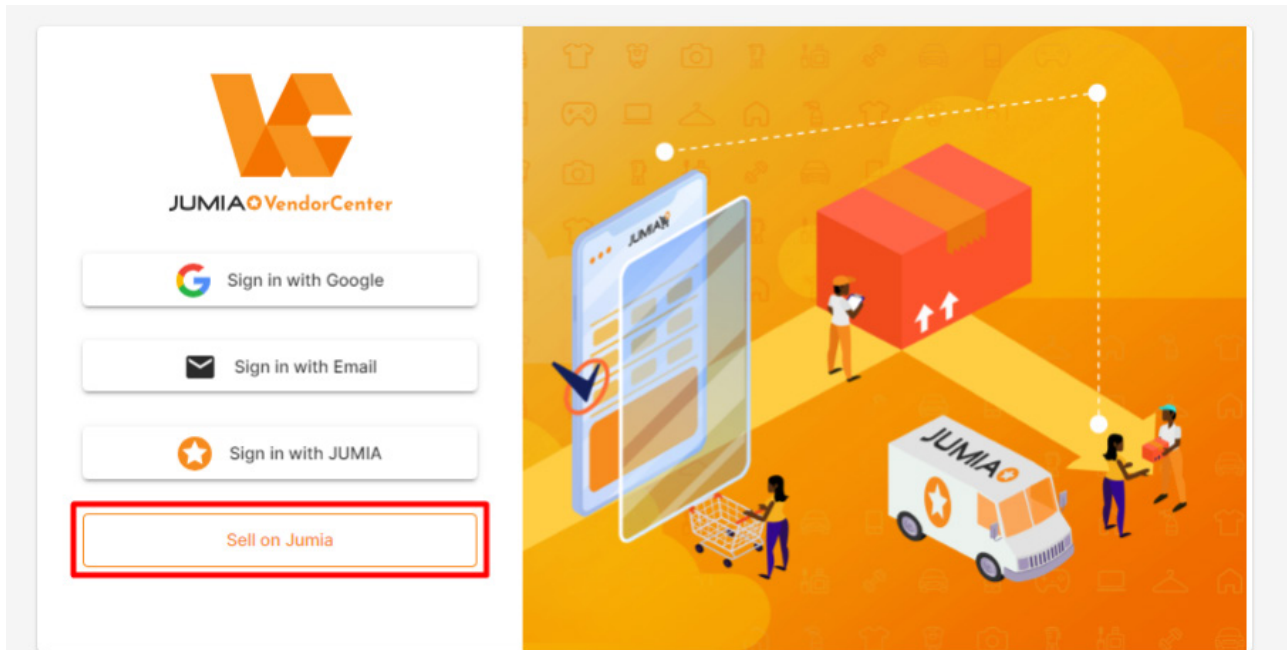 JUMIA VendorCenter
Sign in with Google
Sign in with Email
Sign in with JUMIA
Sell on Jumia
JUMIA
JUMIA